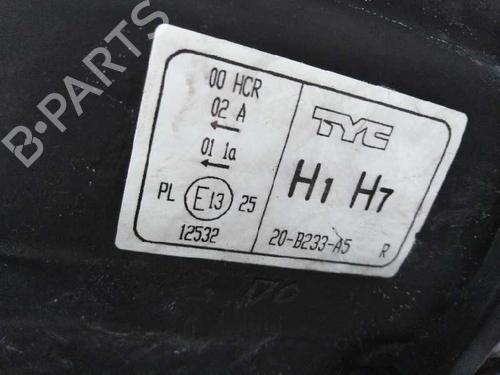 B-PARTS
00 HCR
02 A
01 1a
PL E13 25
12532
TYC
H1 H7
20-B233-A5 R